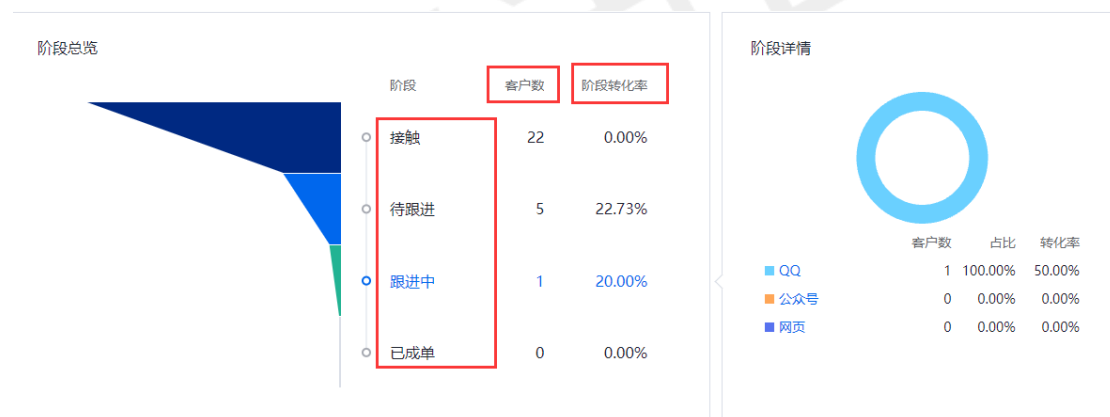 阶段总览
阶段 客户数 阶段转化率
接触 22 0.00%
待跟进 5 22.73%
跟进中 1 20.00%
已成单 0 0.00%
阶段详情
客户数 占比 转化率
QQ 1 100.00% 50.00%
公众号 0 0.00% 0.00%
网页 0 0.00% 0.00%